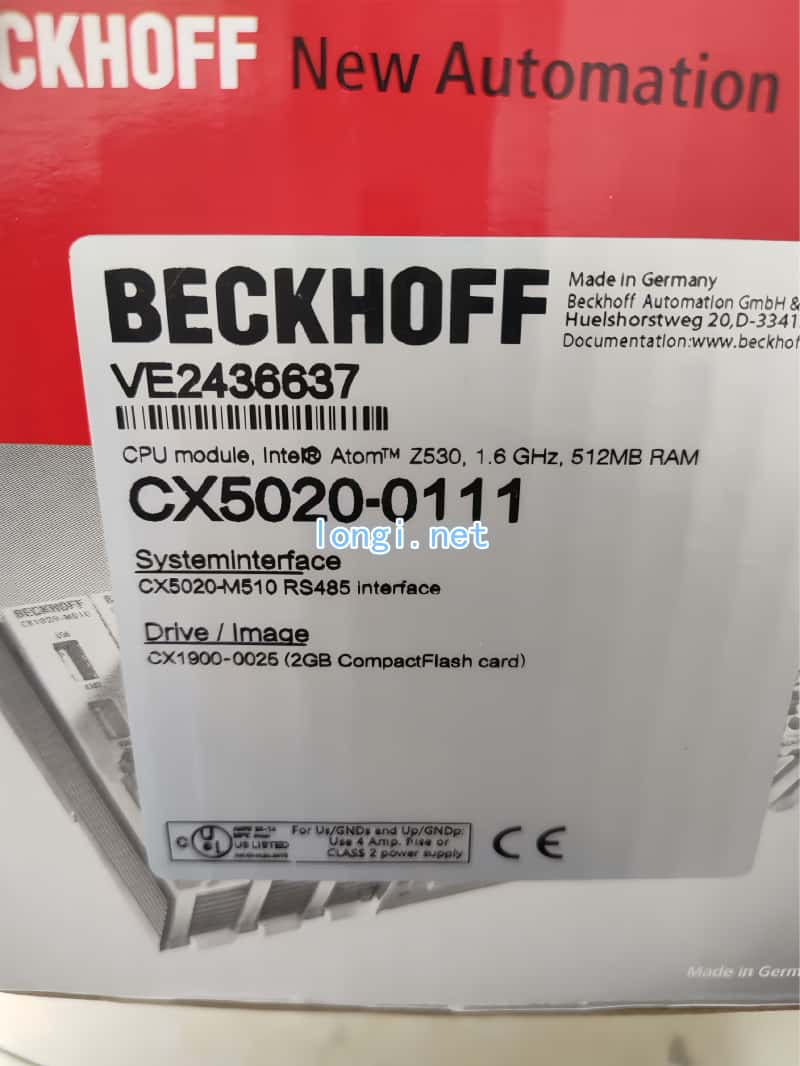 CKHOFF New Automation
BECKHOFF
Made in Germany
Beckhoff Automation GmbH &
Huelshorstweg 20,D-3341
Documentation:www.beckhof
VE2436637
CPU module, Intel® Atom™ Z530, 1.6 GHz, 512MB RAM
CX5020-0111
longi.net
Systeminterface
CX5020-M510 RS485 interface
Drive / Image
CX1900-0025 (2GB CompactFlash card)
BECKHOFF
C UL US LISTED
For Us/GNDs and Up/GNDp:
Use 4 Amp. Fuse or
CLASS 2 power supply
CE
Made in Germ